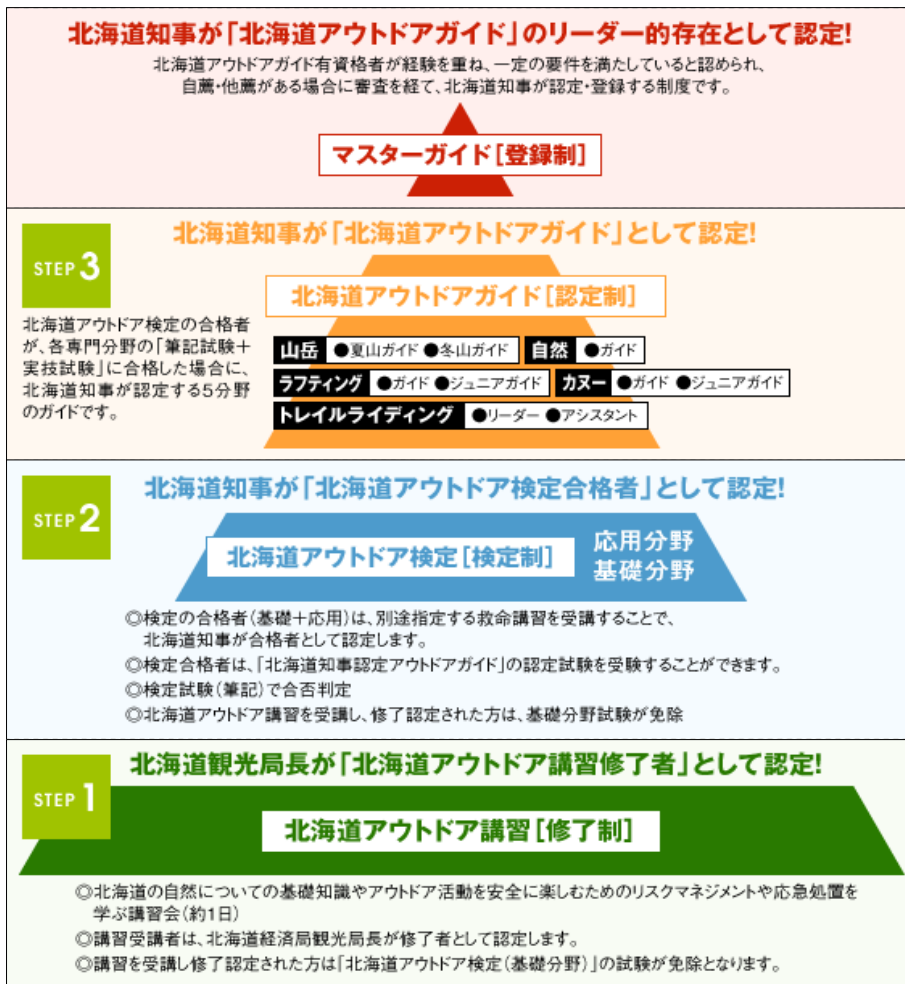 北海道知事が「北海道アウトドアガイド」のリーダー的存在として認定!
北海道アウトドアガイド有資格者が経験を重ね、一定の要件を満たしていると認められ、
自薦・他薦がある場合に審査を経て、北海道知事が認定・登録する制度です。
マスターガイド[登録制]
北海道知事が「北海道アウトドアガイド」として認定!
STEP 3
北海道アウトドアガイド[認定制]
北海道アウトドア検定の合格者
が、各専門分野の「筆記試験+
実技試験」に合格した場合に、
北海道知事が認定する5分野
のガイドです。
山岳 ●夏山ガイド ●冬山ガイド 自然 ●ガイド
ラフティング ●ガイド ●ジュニアガイド カヌー ●ガイド ●ジュニアガイド
トレイルライディング ●リーダー ●アシスタント
北海道知事が「北海道アウトドア検定合格者」として認定!
STEP 2
北海道アウトドア検定[検定制]
応用分野
基礎分野
◎検定の合格者(基礎+応用)は、別途指定する救命講習を受講することで、
北海道知事が合格者として認定します。
◎検定合格者は、「北海道知事認定アウトドアガイド」の認定試験を受験することができます。
◎検定試験(筆記)で合否判定
◎北海道アウトドア講習を受講し、修了認定された方は、基礎分野試験が免除
北海道観光局長が「北海道アウトドア講習修了者」として認定!
STEP 1
北海道アウトドア講習[修了制]
◎北海道の自然についての基礎知識やアウトドア活動を安全に楽しむためのリスクマネジメントや応急処置を
学ぶ講習会(約1日)
◎講習受講者は、北海道経済局観光局長が修了者として認定します。
◎講習を受講し修了認定された方は「北海道アウトドア検定(基礎分野)」の試験が免除となります。